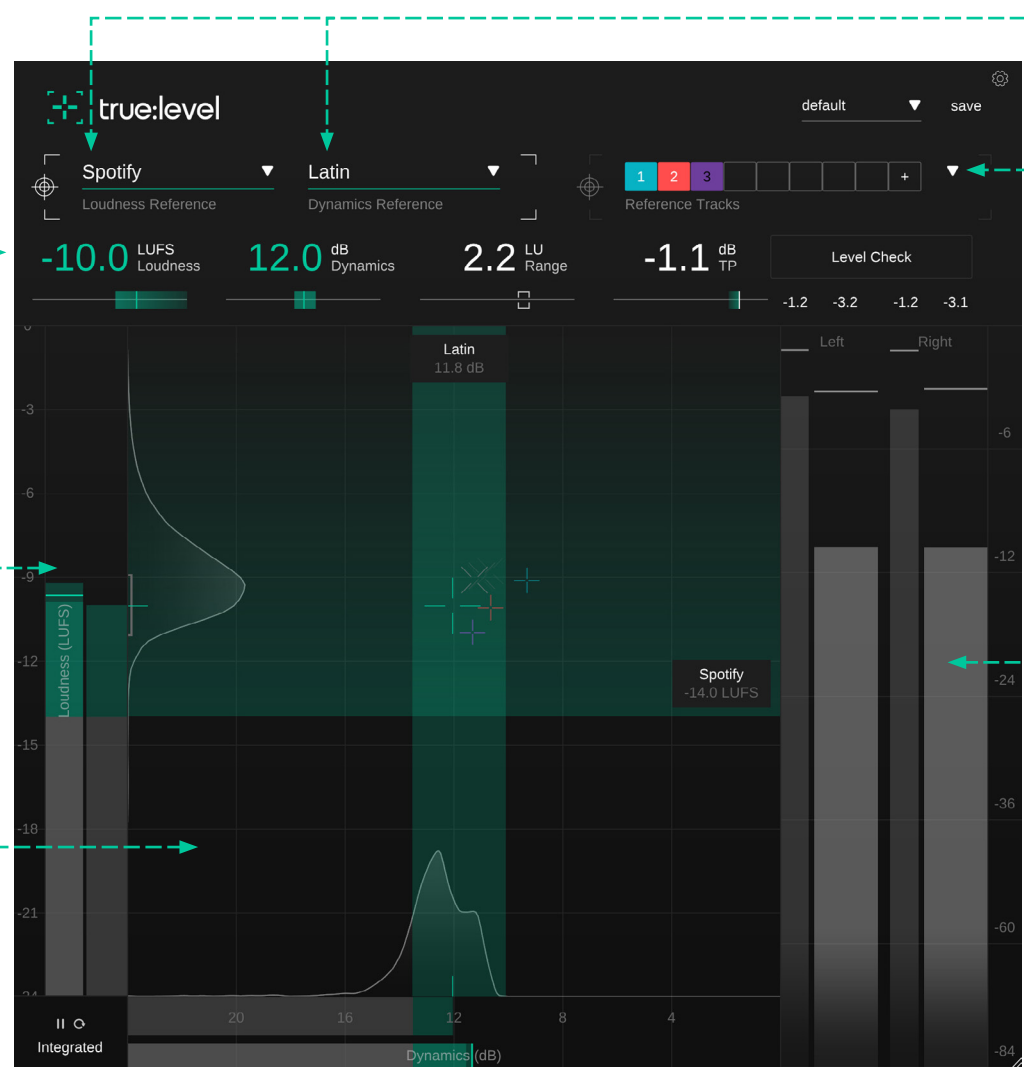 true:level
default
save
Spotify
Latin
Loudness Reference
Dynamics Reference
1 2 3 +
Reference Tracks
-10.0 LUFS Loudness
12.0 dB Dynamics
2.2 LU Range
-1.1 dB TP
Level Check
-1.2 -3.2 -1.2 -3.1
Left
Right
0
Latin
11.8 dB
-3
-6
-9
-12
-15
-18
-21
-24
Loudness (LUFS)
Spotify
-14.0 LUFS
-6
-12
-24
-36
-60
-84
20 16 12 8 4
Dynamics (dB)
Integrated